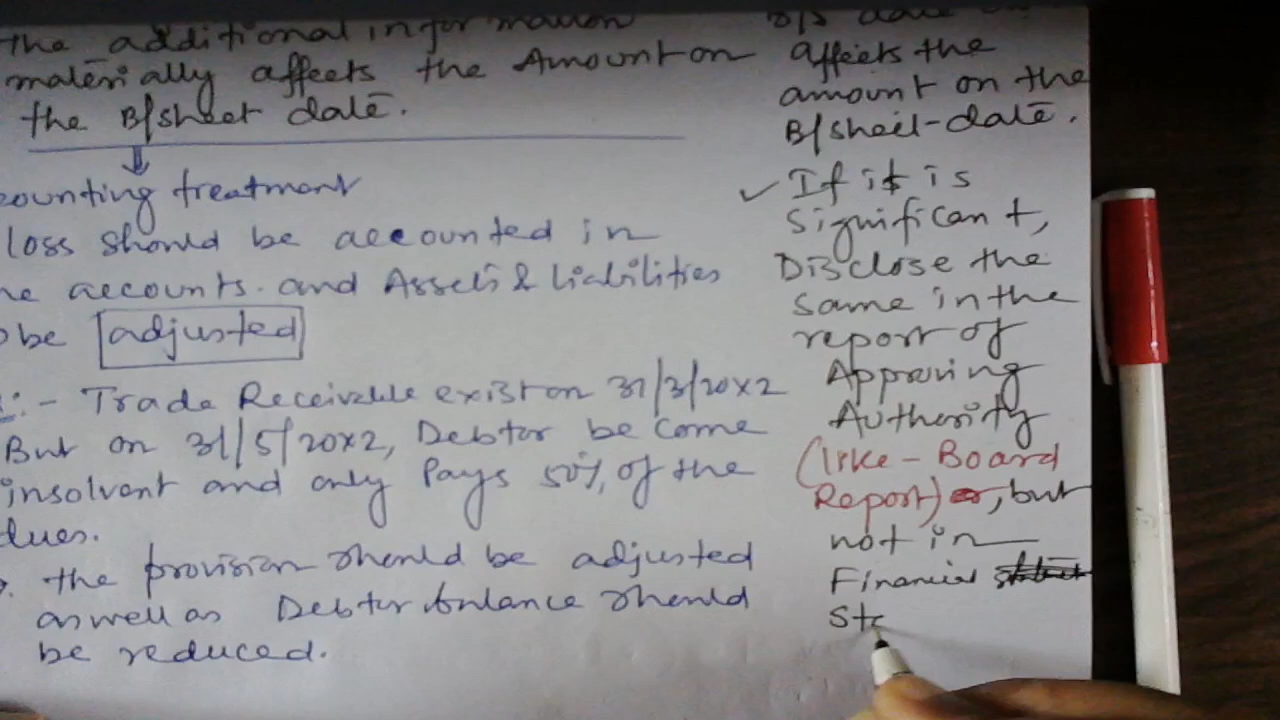 the additional information
materially affects the Amount on
the B/sheet date.
counting treatment
loss should be accounted in
he accounts. and Assets & liabilities
o be adjusted
:- Trade Receivable exist on 31/3/20x2
But on 31/5/20x2, Debtor become
insolvent and only Pays 50% of the
dues.
the provision should be adjusted
aswell as Debtor balance should
be reduced.
B/s date
affects the
amount on the
B/sheet-date.
✓ If it is
Significant,
Disclose the
same in the
report of
Approving
Authority
(like - Board
Report), but
not in
Financial
St